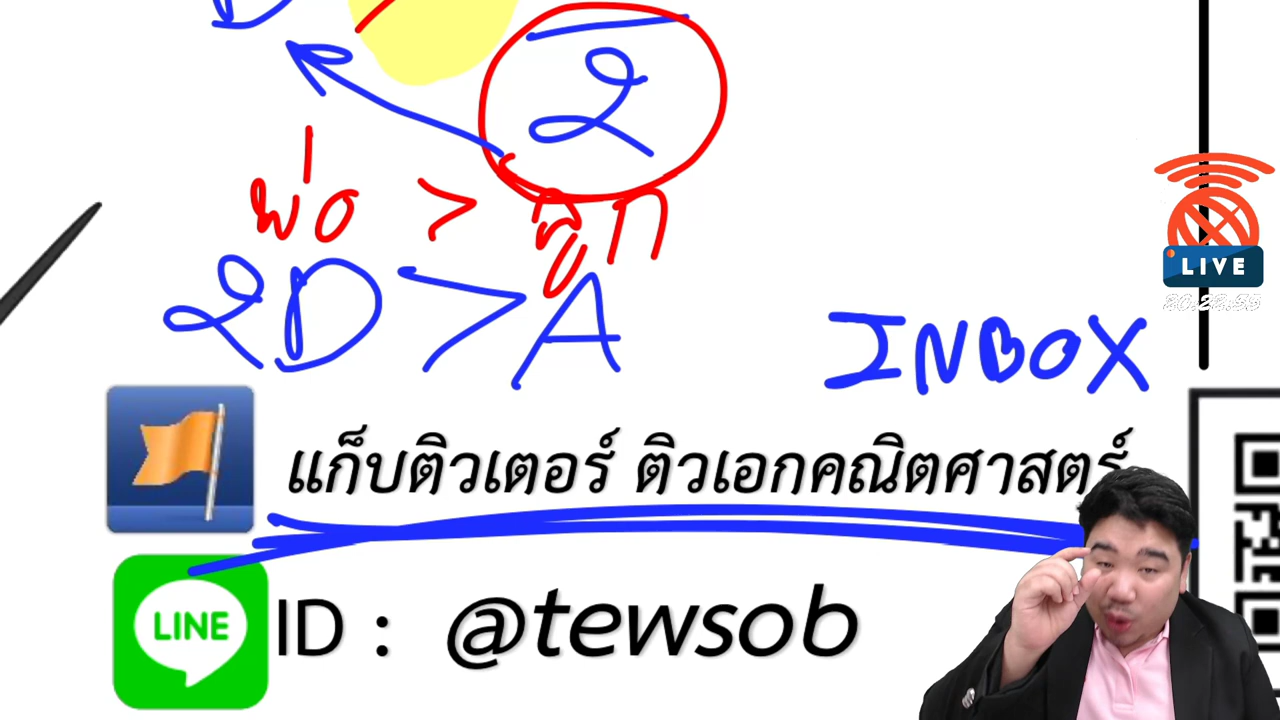 2
พ่อ > ลูก
2D > A
LIVE
INBOX
แก็บติวเตอร์ ติวเอกคณิตศาสตร์
LINE
ID : @tewsob